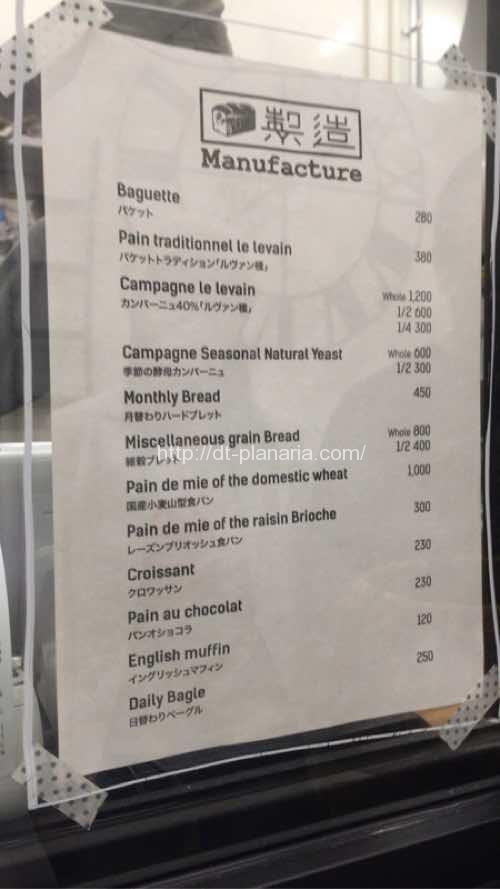 製造
Manufacture
Baguette 280
バケット
Pain traditionnel le levain 380
バケットトラディション「ルヴァン種」
Campagne le levain Whole 1,200
カンパーニュ40%「ルヴァン種」 1/2 600
1/4 300
Campagne Seasonal Natural Yeast Whole 600
季節の酵母カンパーニュ 1/2 300
Monthly Bread 450
月替わりハードブレット
Miscellaneous grain Bread Whole 800
雑穀ブレット 1/2 400
http://dt-planaria.com/
Pain de mie of the domestic wheat 1,000
国産小麦山型食パン
Pain de mie of the raisin Brioche 300
レーズンブリオッシュ食パン
Croissant 230
クロワッサン
Pain au chocolat 230
パンオショコラ
English muffin 120
イングリッシュマフィン
Daily Bagle 250
日替わりベーグル